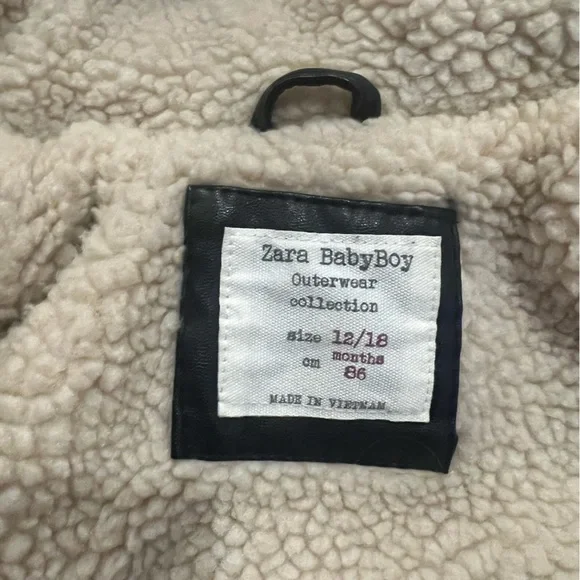 Zara BabyBoy
Outerwear
collection
size 12/18
months
cm 86
MADE IN VIETNAM